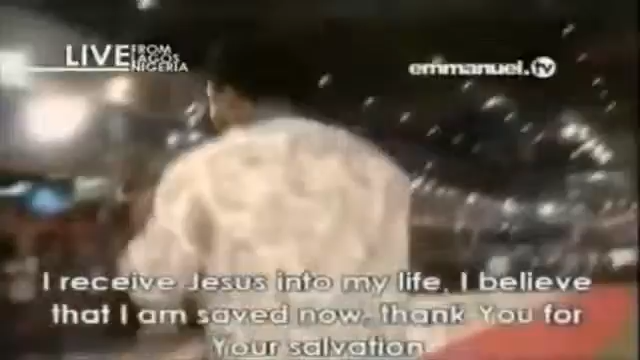 LIVE FROM LAGOS NIGERIA
emmanuel.tv
I receive Jesus into my life, I believe
that I am saved now, thank You for
Your salvation.